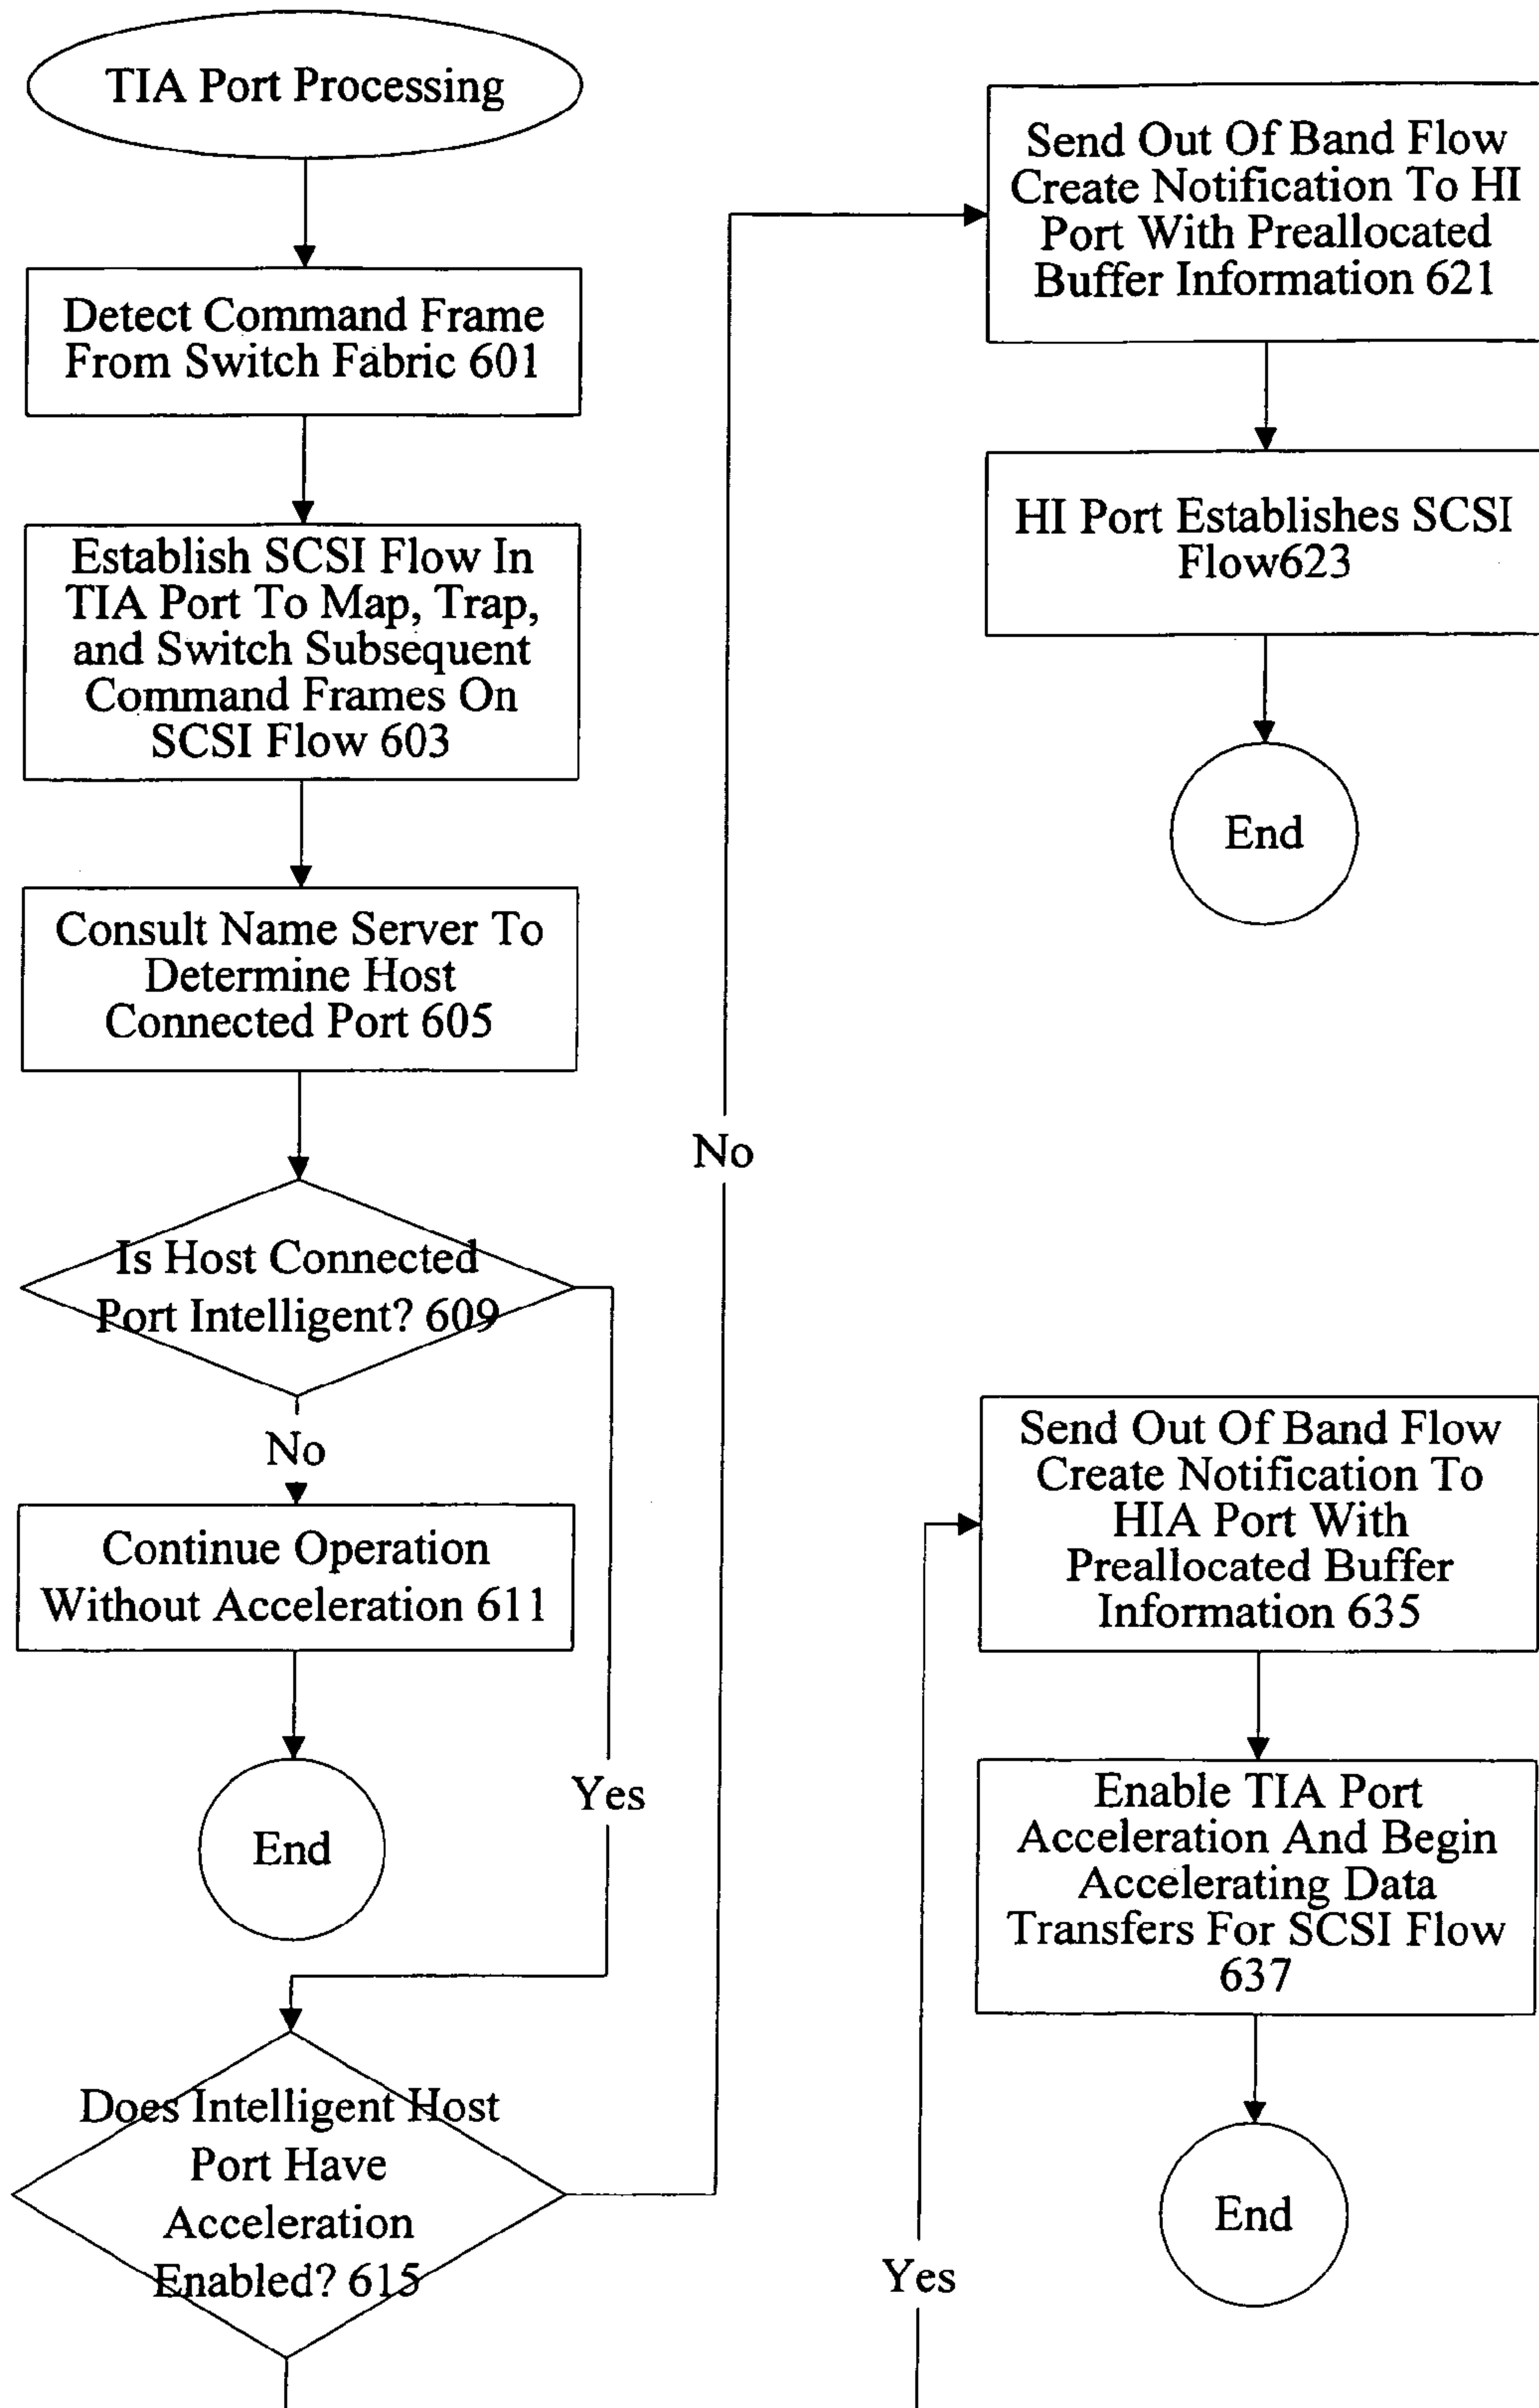 TIA Port Processing
Detect Command Frame
From Switch Fabric 601
Establish SCSI Flow In
TIA Port To Map, Trap,
and Switch Subsequent
Command Frames On
SCSI Flow 603
Consult Name Server To
Determine Host
Connected Port 605
Is Host Connected
Port Intelligent? 609
No
Continue Operation
Without Acceleration 611
End
Yes
Does Intelligent Host
Port Have
Acceleration
Enabled? 615
No
Send Out Of Band Flow
Create Notification To HI
Port With Preallocated
Buffer Information 621
HI Port Establishes SCSI
Flow623
End
Yes
Send Out Of Band Flow
Create Notification To
HIA Port With
Preallocated Buffer
Information 635
Enable TIA Port
Acceleration And Begin
Accelerating Data
Transfers For SCSI Flow
637
End